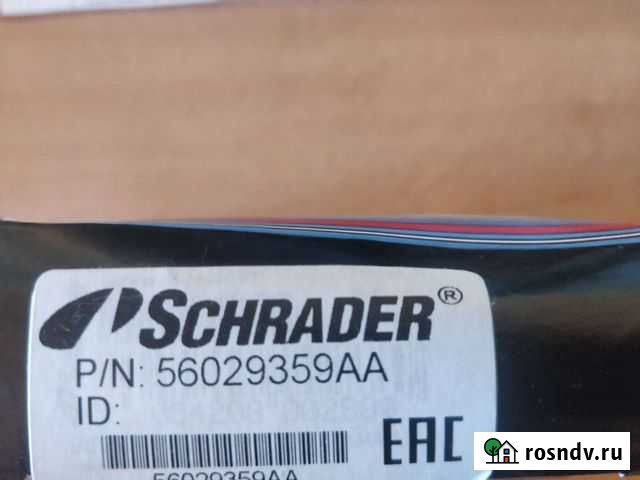 SCHRADER®
P/N: 56029359AA
ID:
EAC
56029359AA
rosndv.ru